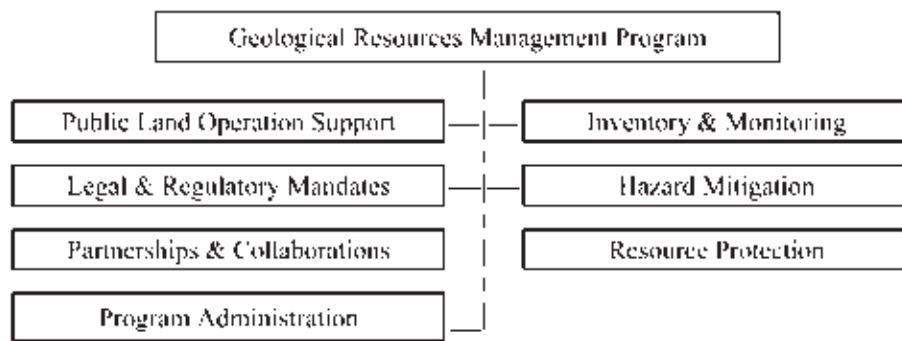 Geological Resources Management Program
Public Land Operation Support
Inventory & Monitoring
Legal & Regulatory Mandates
Hazard Mitigation
Partnerships & Collaborations
Resource Protection
Program Administration